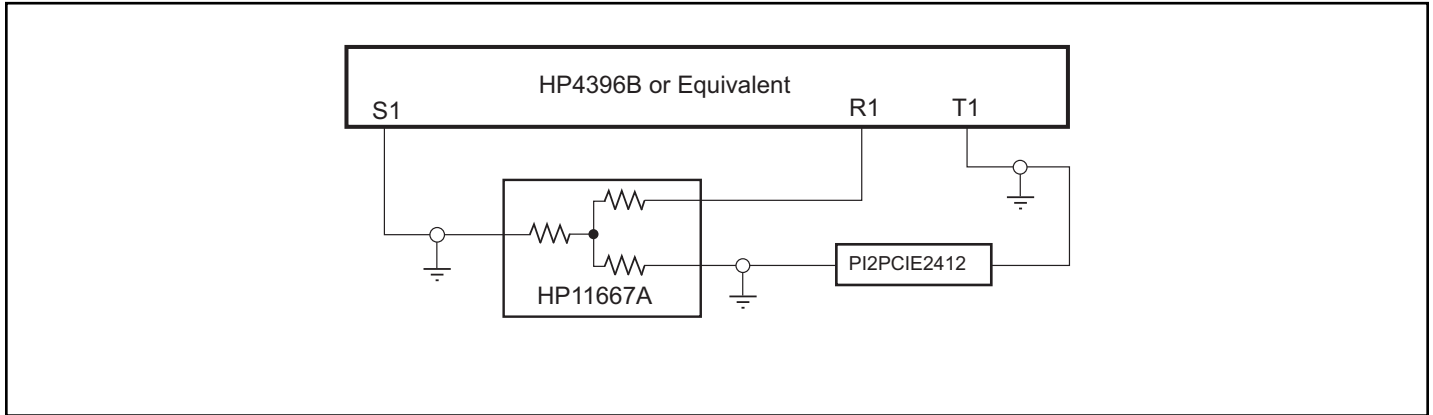 HP4396B or Equivalent
S1
R1
T1
PI2PCIE2412
HP11667A